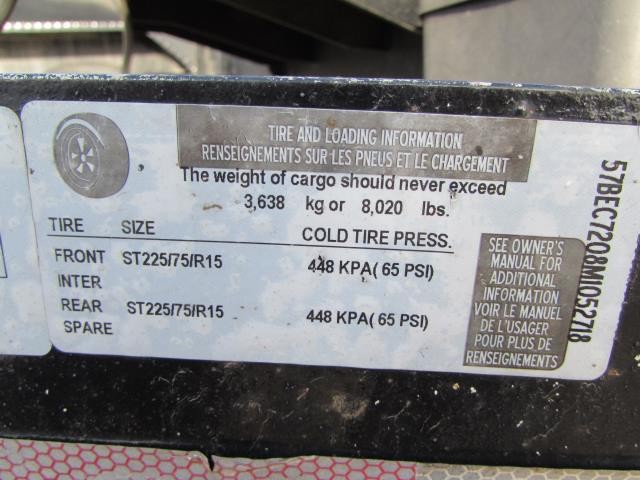 TIRE AND LOADING INFORMATION
RENSEIGNEMENTS SUR LES PNEUS ET LE CHARGEMENT
The weight of cargo should never exceed
3,638 kg or 8,020 lbs.
TIRE SIZE COLD TIRE PRESS.
FRONT ST225/75/R15 448 KPA( 65 PSI)
INTER
REAR ST225/75/R15 448 KPA( 65 PSI)
SPARE
SEE OWNER'S
MANUAL FOR
ADDITIONAL
INFORMATION
VOIR LE MANUEL
DE L'USAGER
POUR PLUS DE
RENSEIGNEMENTS
57BEC7208M1052718